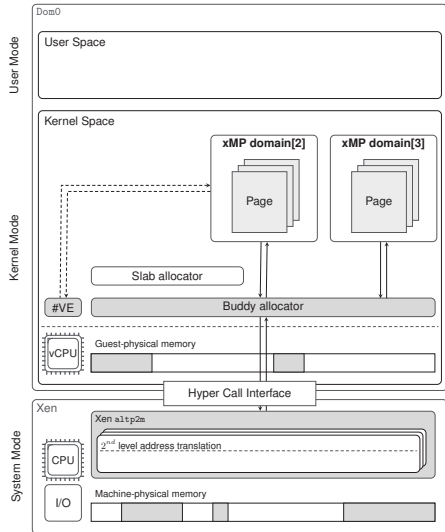 Dom0
User Mode
User Space
Kernel Mode
Kernel Space
xMP domain[2]
xMP domain[3]
Page
Page
Slab allocator
#VE
Buddy allocator
Guest-physical memory
vCPU
Hyper Call Interface
System Mode
Xen
Xen altp2m
2nd level address translation
CPU
I/O
Machine-physical memory